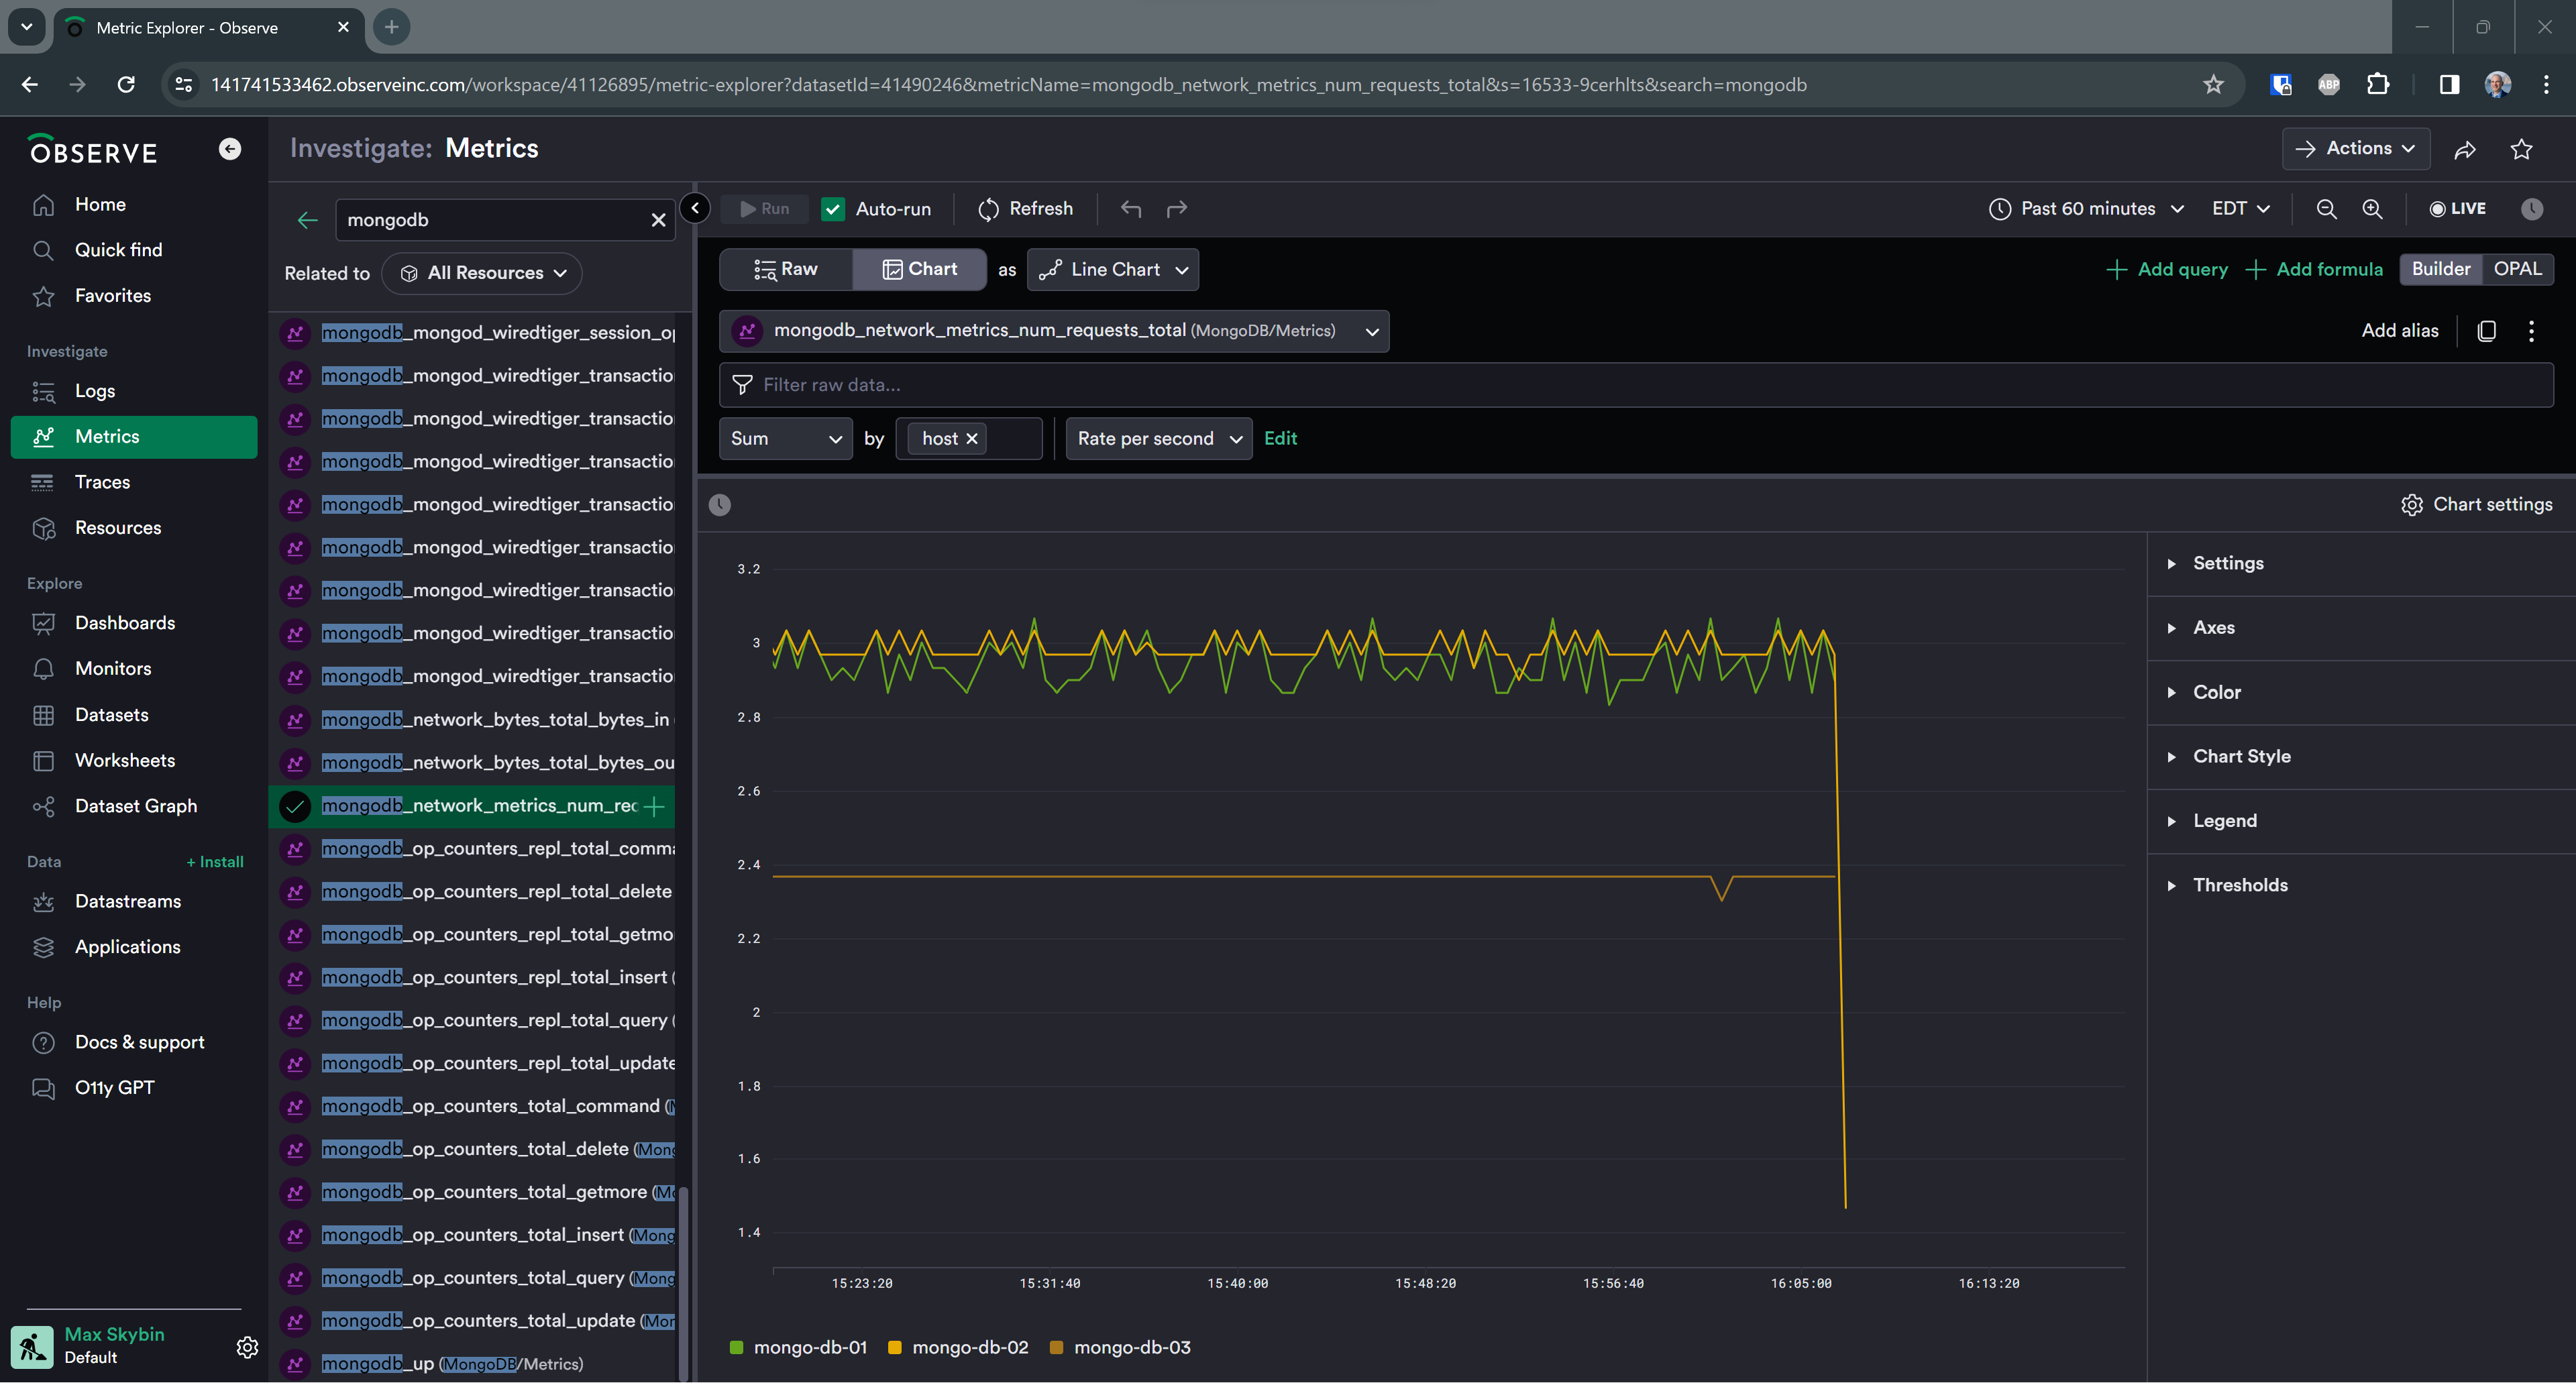 Metric Explorer - Observe
141741533462.observeinc.com/workspace/41126895/metric-explorer?datasetId=41490246&metricName=mongodb_network_metrics_num_requests_total&s=16533-9cerhlts&search=mongodb
ABP
OBSERVE
Home
Quick find
Favorites
Investigate
Logs
Metrics
Traces
Resources
Explore
Dashboards
Monitors
Datasets
Worksheets
Dataset Graph
Data
+ Install
Datastreams
Applications
Help
Docs & support
O11y GPT
Max Skybin
Default
Investigate: Metrics
Actions
mongodb
Related to
All Resources
mongodb_mongod_wiredtiger_session_op
mongodb_mongod_wiredtiger_transactio
mongodb_mongod_wiredtiger_transactio
mongodb_mongod_wiredtiger_transactio
mongodb_mongod_wiredtiger_transactio
mongodb_mongod_wiredtiger_transactio
mongodb_mongod_wiredtiger_transactio
mongodb_mongod_wiredtiger_transactio
mongodb_mongod_wiredtiger_transactio
mongodb_network_bytes_total_bytes_in (
mongodb_network_bytes_total_bytes_ou
mongodb_network_metrics_num_rec
mongodb_op_counters_repl_total_comma
mongodb_op_counters_repl_total_delete
mongodb_op_counters_repl_total_getmo
mongodb_op_counters_repl_total_insert (
mongodb_op_counters_repl_total_query (
mongodb_op_counters_repl_total_update
mongodb_op_counters_total_command (M
mongodb_op_counters_total_delete (Mong
mongodb_op_counters_total_getmore (Mo
mongodb_op_counters_total_insert (Mong
mongodb_op_counters_total_query (Mong
mongodb_op_counters_total_update (Mon
mongodb_up (MongoDB/Metrics)
Run
Auto-run
Refresh
Past 60 minutes
EDT
LIVE
Raw
Chart
as
Line Chart
Add query
Add formula
Builder
OPAL
mongodb_network_metrics_num_requests_total (MongoDB/Metrics)
Add alias
Filter raw data...
Sum
by
host
Rate per second
Edit
Chart settings
Settings
Axes
Color
Chart Style
Legend
Thresholds
3.2
3
2.8
2.6
2.4
2.2
2
1.8
1.6
1.4
15:23:20
15:31:40
15:40:00
15:48:20
15:56:40
16:05:00
16:13:20
mongo-db-01
mongo-db-02
mongo-db-03